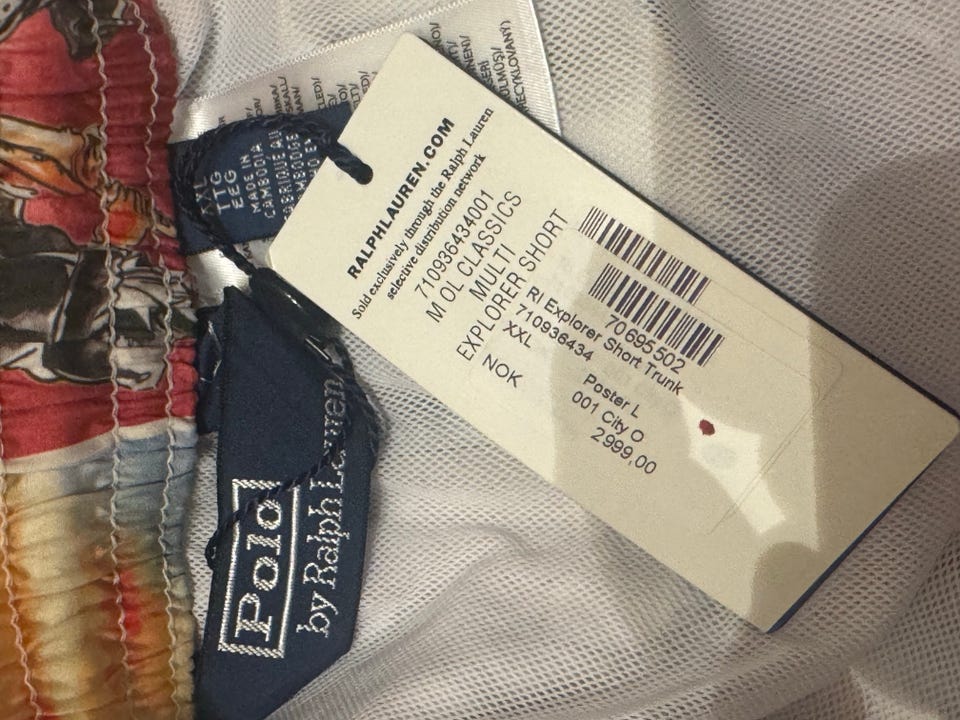 RALPHLAUREN.COM
Sold exclusively through the Ralph Lauren
selective distribution network
710936434001
M OL CLASSICS
MULTI
EXPLORER SHORT
NOK
70695502
Rl Explorer Short Trunk
710936434
XXL
Poster L
001 City O
2999,00
Polo
by Ralph Lauren
XXL
TTG
EEG
MADE IN
CAMBODIA